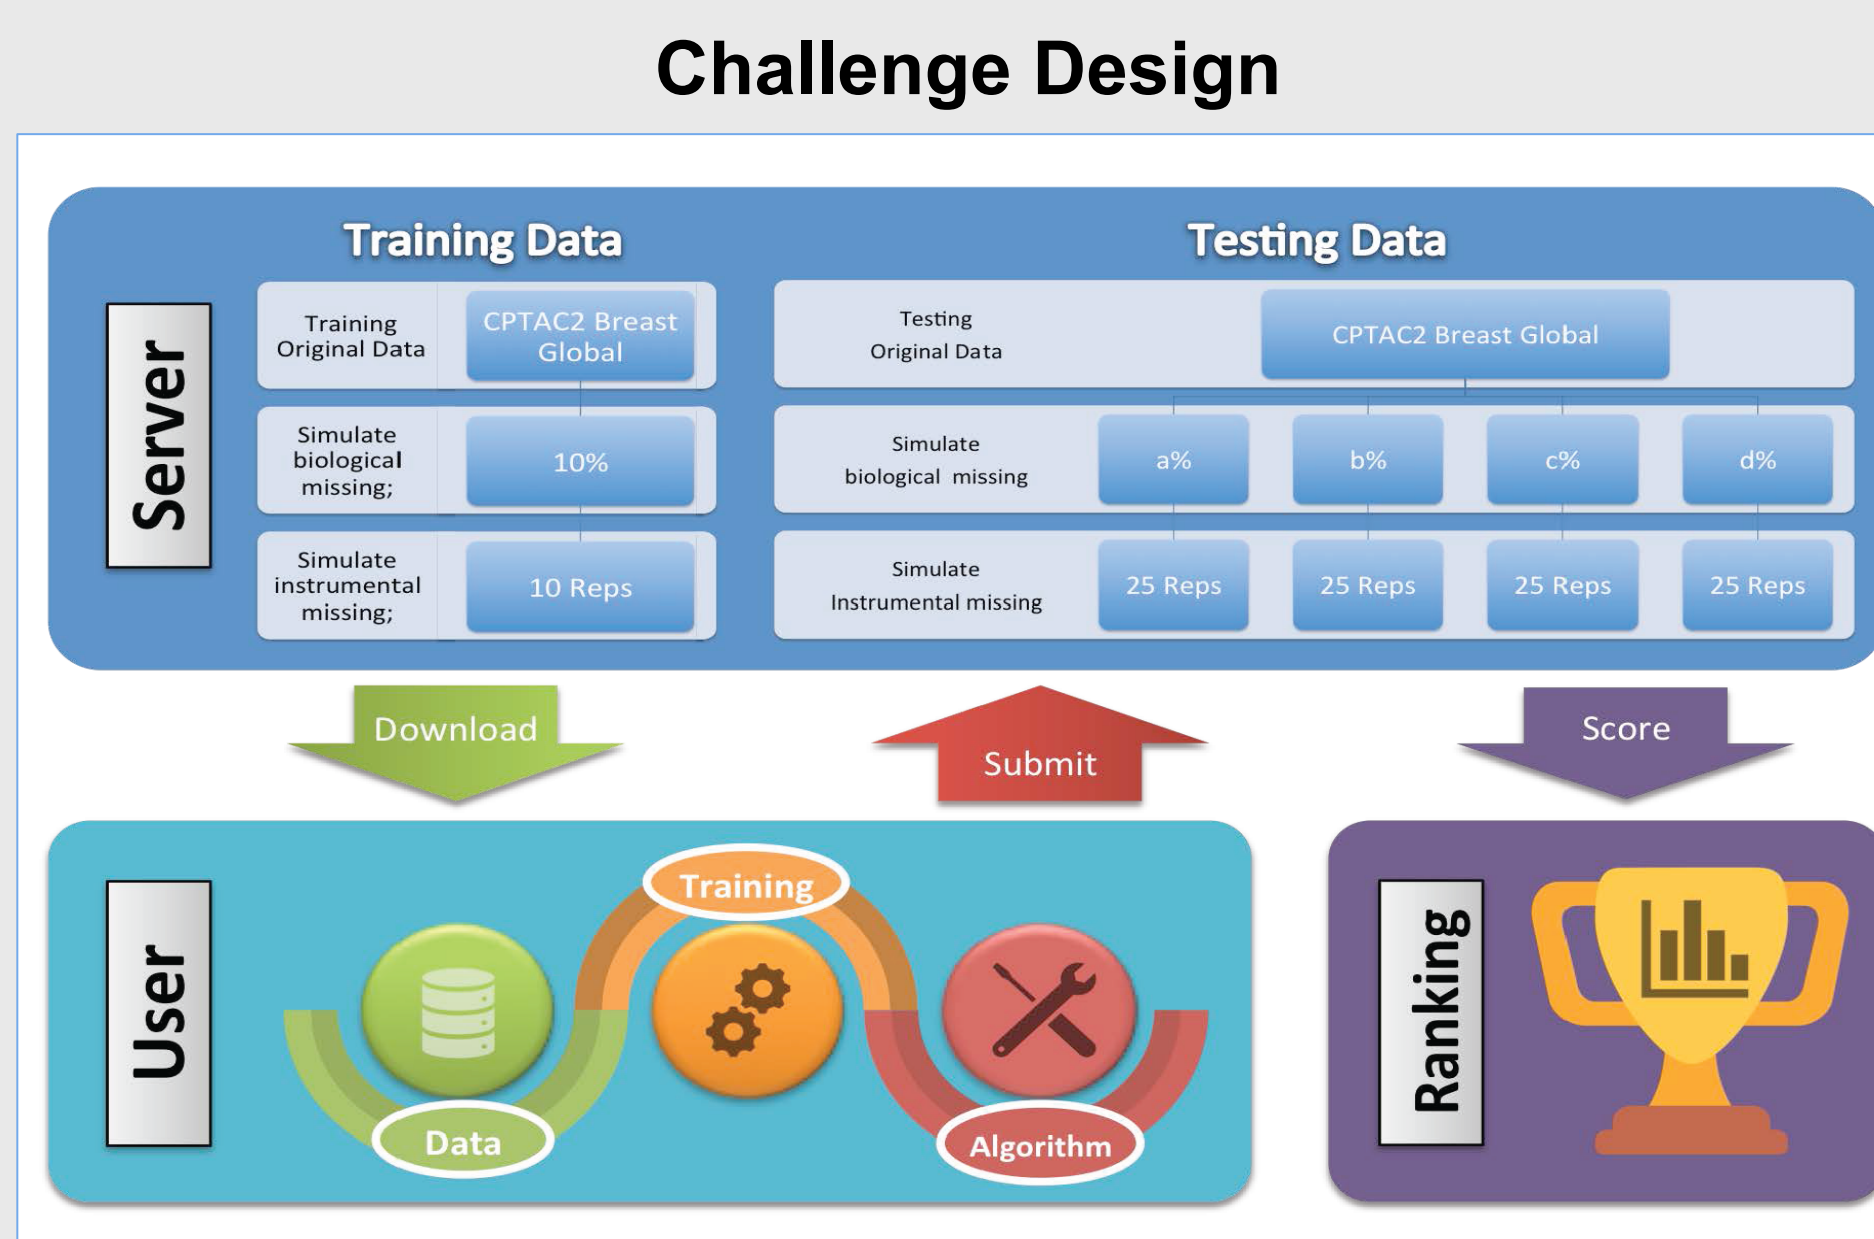 Challenge Design
Server
Training Data
Training
Original Data
CPTAC2 Breast
Global
Simulate
biological
missing;
10%
Simulate
instrumental
missing;
10 Reps
Testing Data
Testing
Original Data
CPTAC2 Breast Global
Simulate
biological missing
a%
b%
c%
d%
Simulate
Instrumental missing
25 Reps
25 Reps
25 Reps
25 Reps
Download
Submit
Score
User
Data
Training
Algorithm
Ranking